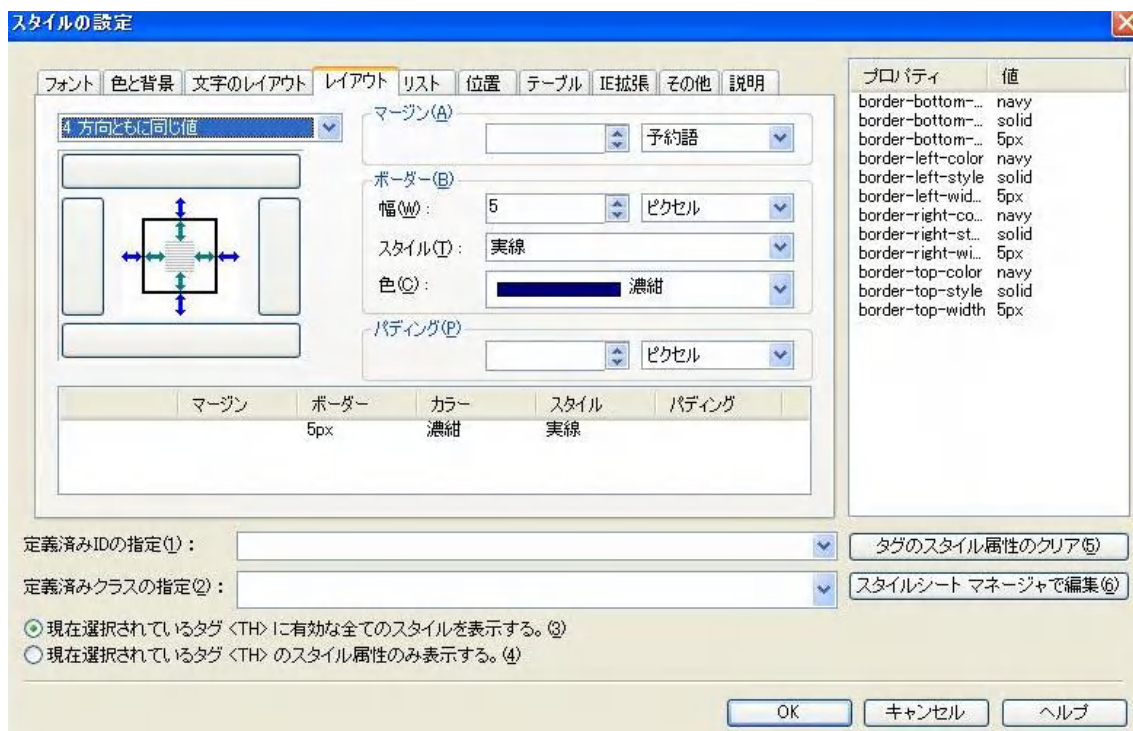 スタイルの設定
フォント 色と背景 文字のレイアウト レイアウト リスト 位置 テーブル IE拡張 その他 説明
4 方向ともに同じ値
マージン(A)
予約語
ボーダー(B)
幅(W): 5 ピクセル
スタイル(T): 実線
色(C): 濃紺
パディング(P)
ピクセル
マージン ボーダー カラー スタイル パディング
5px 濃紺 実線
プロパティ 値
border-bottom-... navy
border-bottom-... solid
border-bottom-... 5px
border-left-color navy
border-left-style solid
border-left-wid... 5px
border-right-co... navy
border-right-st... solid
border-right-wi... 5px
border-top-color navy
border-top-style solid
border-top-width 5px
定義済みIDの指定(1):
タグのスタイル属性のクリア(5)
定義済みクラスの指定(2):
スタイルシート マネージャで編集(6)
現在選択されているタグ <TH> に有効な全てのスタイルを表示する。(3)
現在選択されているタグ <TH> のスタイル属性のみ表示する。(4)
OK キャンセル ヘルプ